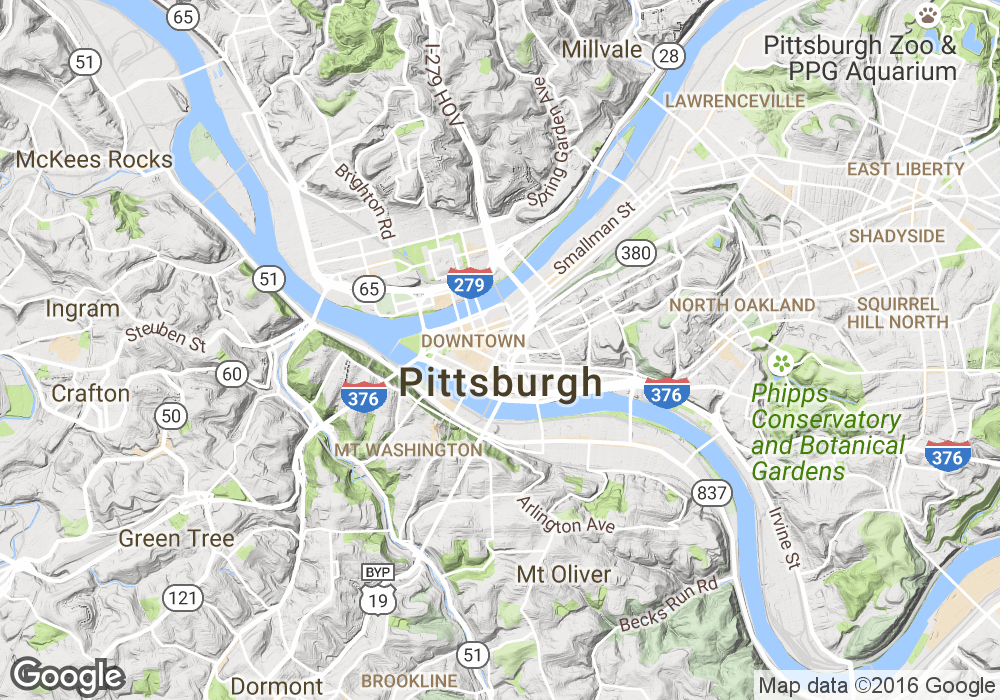 65
Millvale
28
51
I-279 HOV
Pittsburgh Zoo &
PPG Aquarium
LAWRENCEVILLE
Spring Garden Ave
McKees Rocks
EAST LIBERTY
Brighton Rd
Smallman St
SHADYSIDE
380
51
65
279
Ingram
NORTH OAKLAND
SQUIRREL
HILL NORTH
Steuben St
DOWNTOWN
60
Pittsburgh
376
376
Crafton
50
Phipps
Conservatory
and Botanical
Gardens
MT WASHINGTON
376
837
Arlington Ave
Irvine St
Green Tree
BYP
19
Mt Oliver
121
Becks Run Rd
51
BROOKLINE
Dormont
Google
Map data ©2016 Google